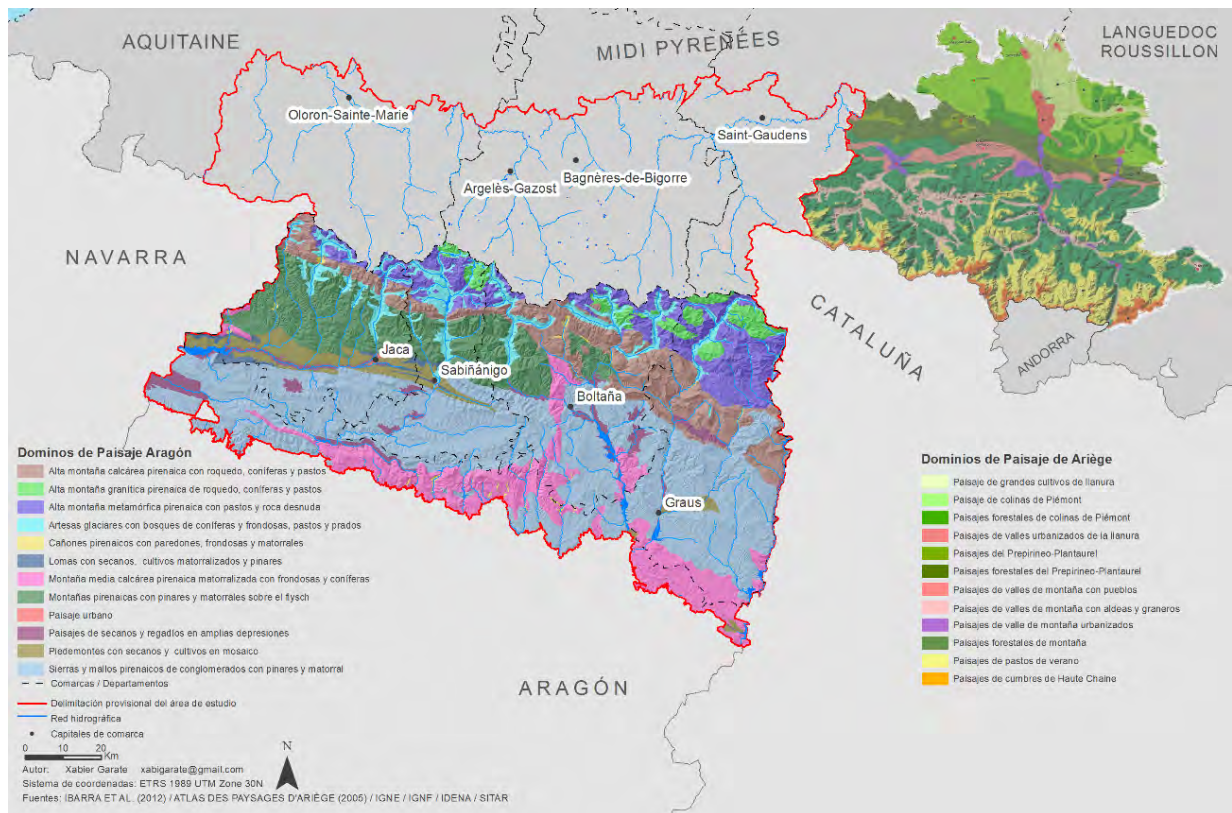 AQUITAINE
MIDI PYRENÉES
LANGUEDOC
ROUSSILLON
Oloron-Sainte-Marie
Saint-Gaudens
Bagnères-de-Bigorre
Argelès-Gazost
NAVARRA
CATALUÑA
ANDORRA
Jaca
Sabiñánigo
Boltaña
Graus
ARAGÓN
Dominos de Paisaje Aragón
Alta montaña calcárea pirenaica con roquedo, coníferas y pastos
Alta montaña granítica pirenaica de roquedo, coníferas y pastos
Alta montaña metamórfica pirenaica con pastos y roca desnuda
Artesas glaciares con bosques de coníferas y frondosas, pastos y prados
Cañones pirenaicos con paredones, frondosas y matorrales
Lomas con secanos, cultivos matorralizados y pinares
Montaña media calcárea pirenaica matorralizada con frondosas y coníferas
Montañas pirenaicas con pinares y matorrales sobre el flysch
Paisaje urbano
Paisajes de secanos y regadíos en amplias depresiones
Piedemontes con secanos y cultivos en mosaico
Sierras y mallos pirenaicos de conglomerados con pinares y matorral
Comarcas / Departamentos
Delimitación provisional del área de estudio
Red hidrográfica
Capitales de comarca
0 10 20
Km
N
Autor: Xabier Garate xabigarate@gmail.com
Sistema de coordenadas: ETRS 1989 UTM Zone 30N
Fuentes: IBARRA ET AL. (2012) / ATLAS DES PAYSAGES D'ARIÈGE (2005) / IGNE / IGNF / IDENA / SITAR
Dominios de Paisaje de Ariège
Paisaje de grandes cultivos de llanura
Paisaje de colinas de Piémont
Paisajes forestales de colinas de Piémont
Paisajes de valles urbanizados de la llanura
Paisajes del Prepirineo-Plantaurel
Paisajes forestales del Prepirineo-Plantaurel
Paisajes de valles de montaña con pueblos
Paisajes de valles de montaña con aldeas y graneros
Paisajes de valle de montaña urbanizados
Paisajes forestales de montaña
Paisajes de pastos de verano
Paisajes de cumbres de Haute Chaine